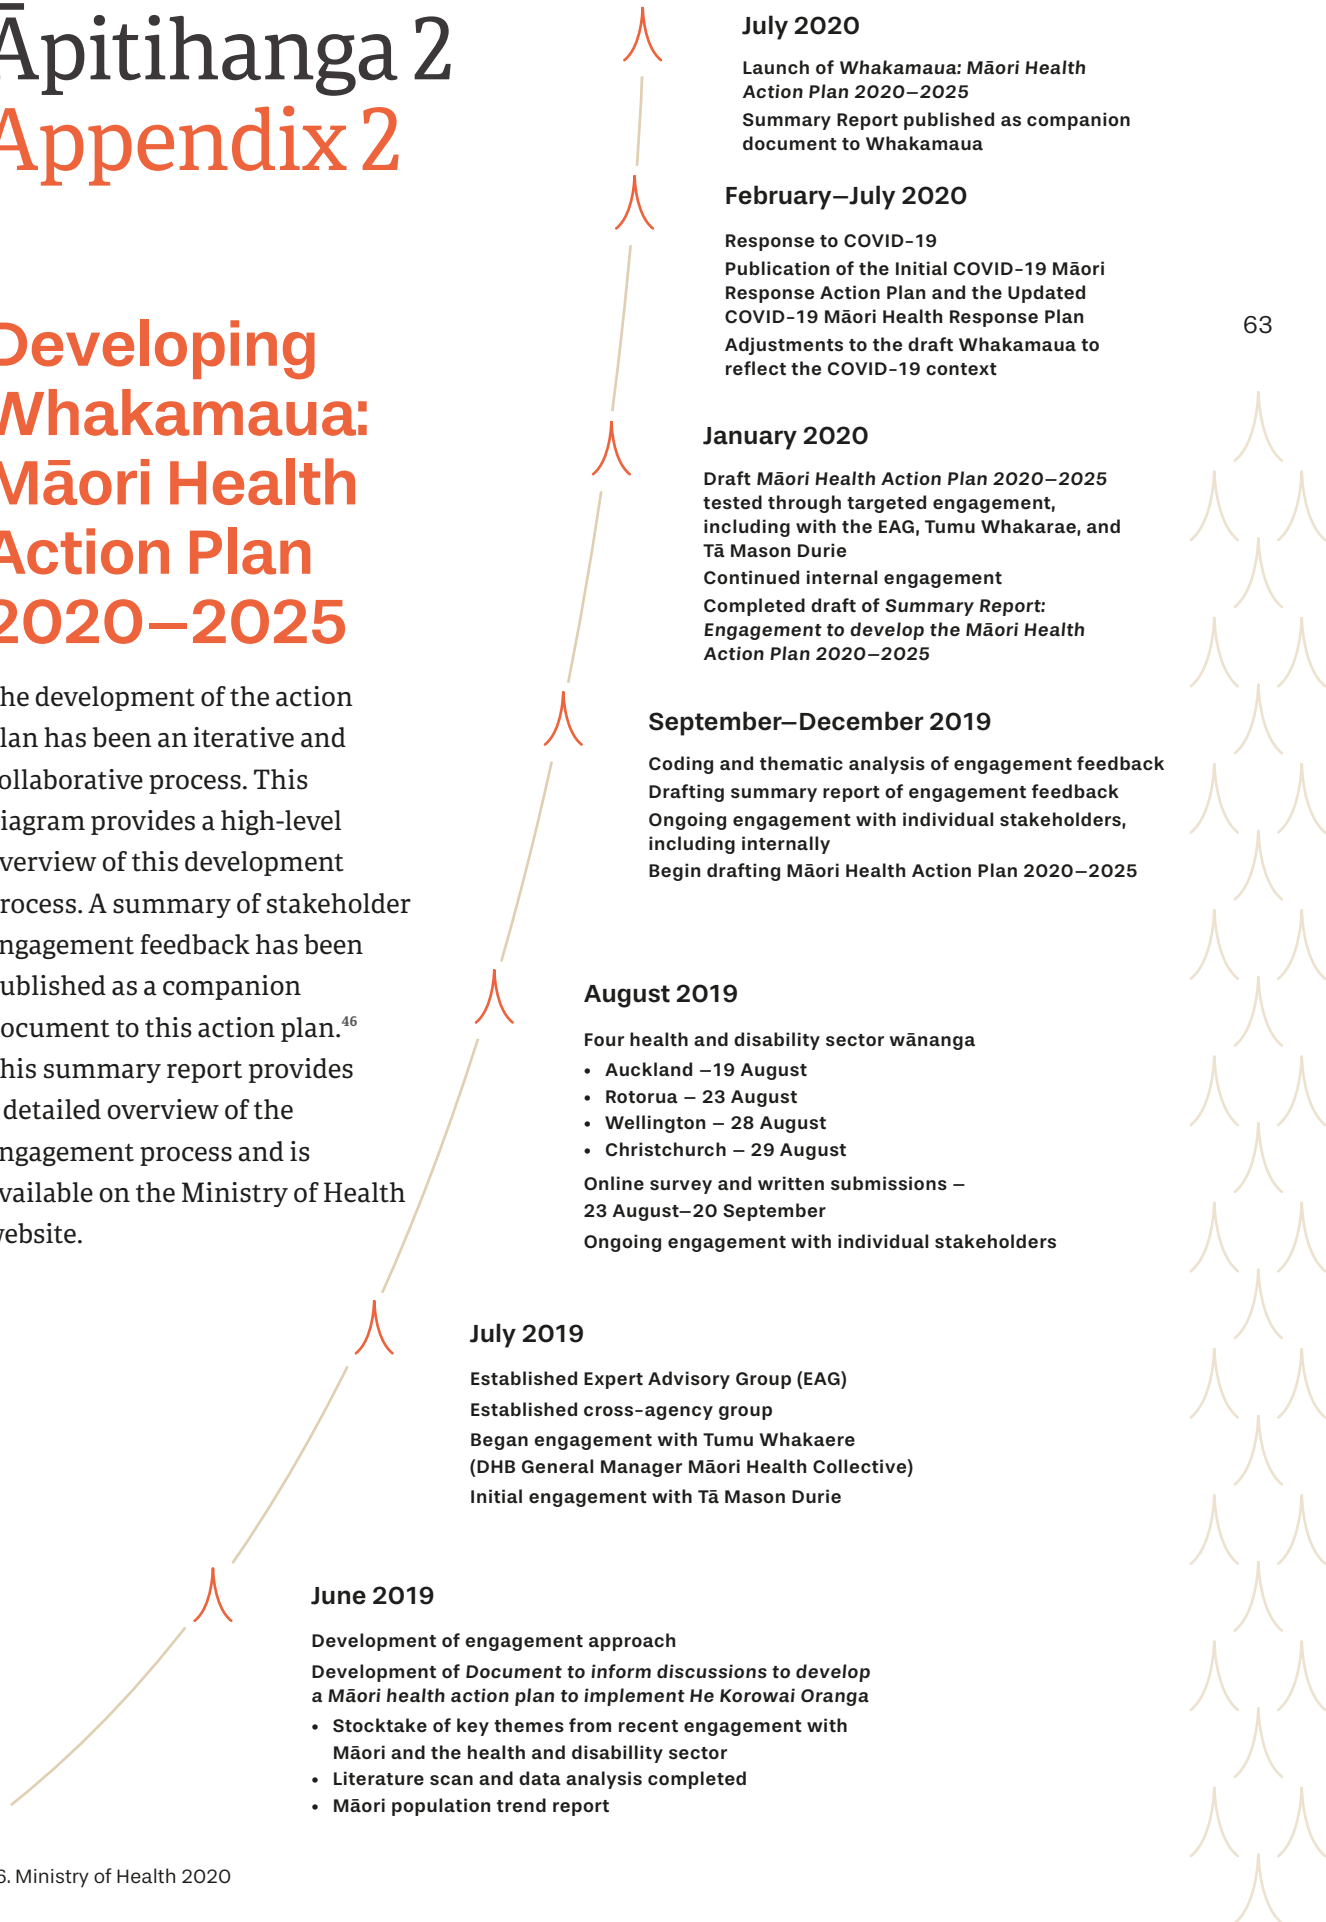 Āpitihanga 2
Appendix 2
Developing
Whakamaua:
Māori Health
Action Plan
2020–2025
he development of the action
lan has been an iterative and
ollaborative process. This
iagram provides a high-level
verview of this development
rocess. A summary of stakeholder
ngagement feedback has been
ublished as a companion
ocument to this action plan.46
his summary report provides
detailed overview of the
ngagement process and is
vailable on the Ministry of Health
ebsite.
July 2020
Launch of Whakamaua: Māori Health
Action Plan 2020–2025
Summary Report published as companion
document to Whakamaua
February–July 2020
Response to COVID-19
Publication of the Initial COVID-19 Māori
Response Action Plan and the Updated
COVID-19 Māori Health Response Plan
Adjustments to the draft Whakamaua to
reflect the COVID-19 context
63
January 2020
Draft Māori Health Action Plan 2020–2025
tested through targeted engagement,
including with the EAG, Tumu Whakarae, and
Tā Mason Durie
Continued internal engagement
Completed draft of Summary Report:
Engagement to develop the Māori Health
Action Plan 2020–2025
September–December 2019
Coding and thematic analysis of engagement feedback
Drafting summary report of engagement feedback
Ongoing engagement with individual stakeholders,
including internally
Begin drafting Māori Health Action Plan 2020–2025
August 2019
Four health and disability sector wānanga
• Auckland –19 August
• Rotorua – 23 August
• Wellington – 28 August
• Christchurch – 29 August
Online survey and written submissions –
23 August–20 September
Ongoing engagement with individual stakeholders
July 2019
Established Expert Advisory Group (EAG)
Established cross-agency group
Began engagement with Tumu Whakaere
(DHB General Manager Māori Health Collective)
Initial engagement with Tā Mason Durie
June 2019
Development of engagement approach
Development of Document to inform discussions to develop
a Māori health action plan to implement He Korowai Oranga
• Stocktake of key themes from recent engagement with
Māori and the health and disabillity sector
• Literature scan and data analysis completed
• Māori population trend report
6. Ministry of Health 2020